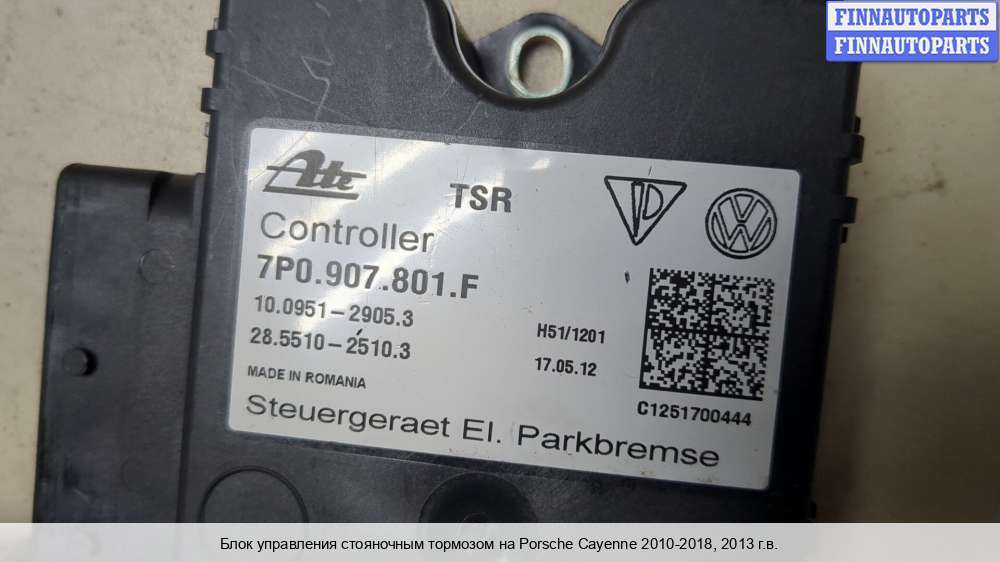 FINNAUTOPARTS
FINNAUTOPARTS
Ate
TSR
Controller
7P0.907.801.F
10.0951-2905.3
28.5510-2510.3
H51/1201
17.05.12
MADE IN ROMANIA
C1251700444
Steuergeraet El. Parkbremse
Блок управления стояночным тормозом на Porsche Cayenne 2010-2018, 2013 г.в.